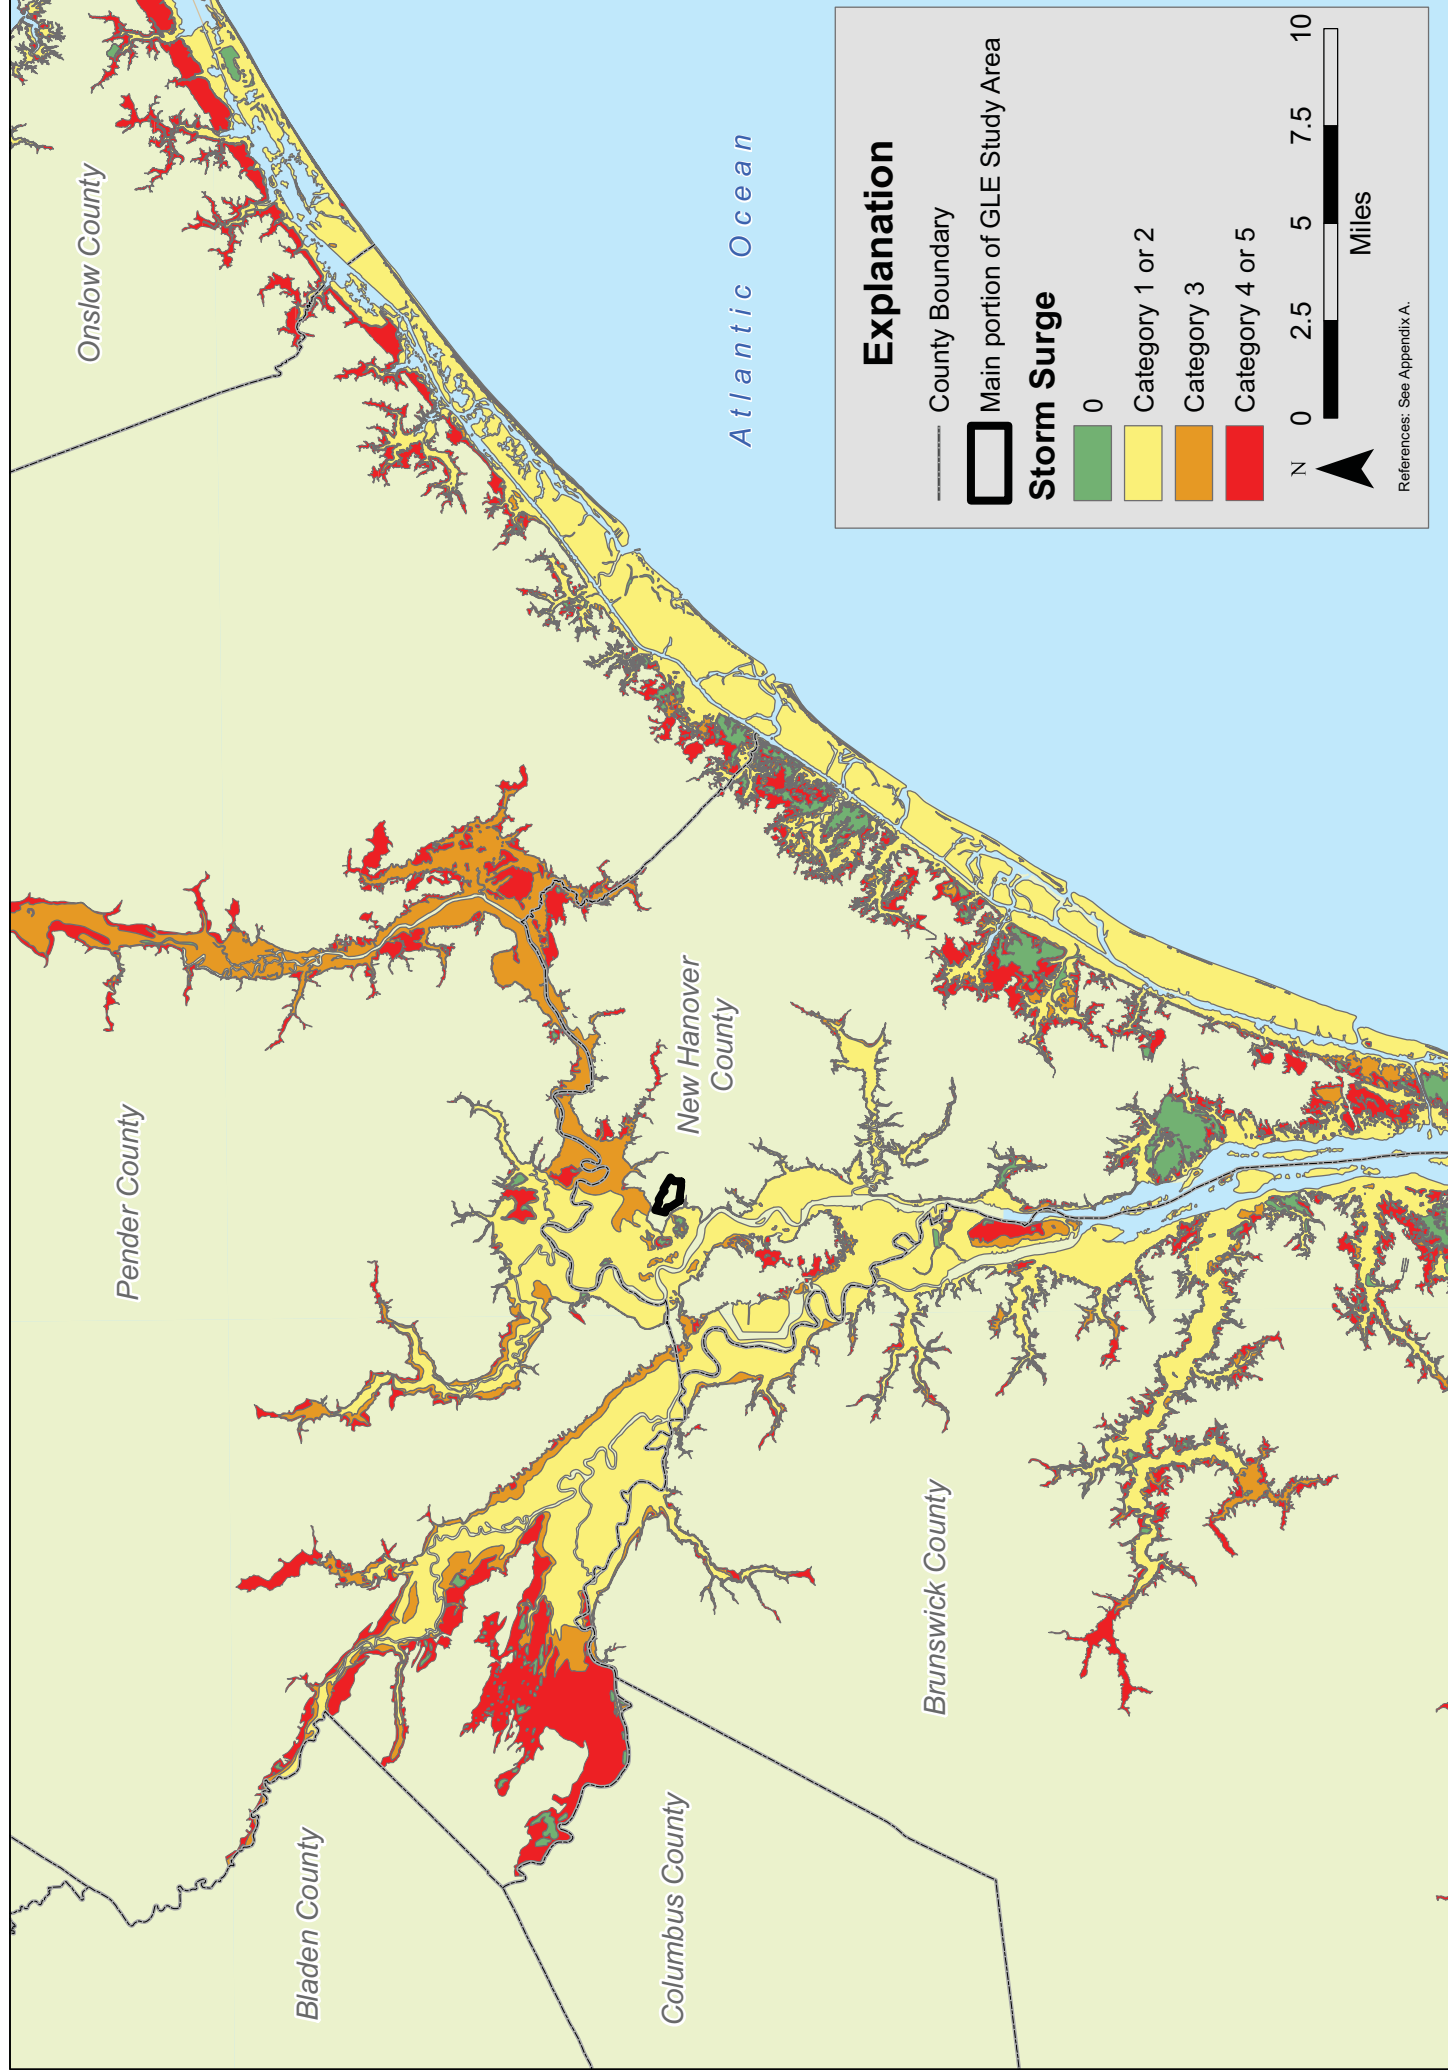 Onslow County
Pender County
Atlantic Ocean
New Hanover
County
Bladen County
Columbus County
Brunswick County
Explanation
County Boundary
Main portion of GLE Study Area
Storm Surge
0
Category 1 or 2
Category 3
Category 4 or 5
N
0 2.5 5 7.5 10
Miles
References: See Appendix A.